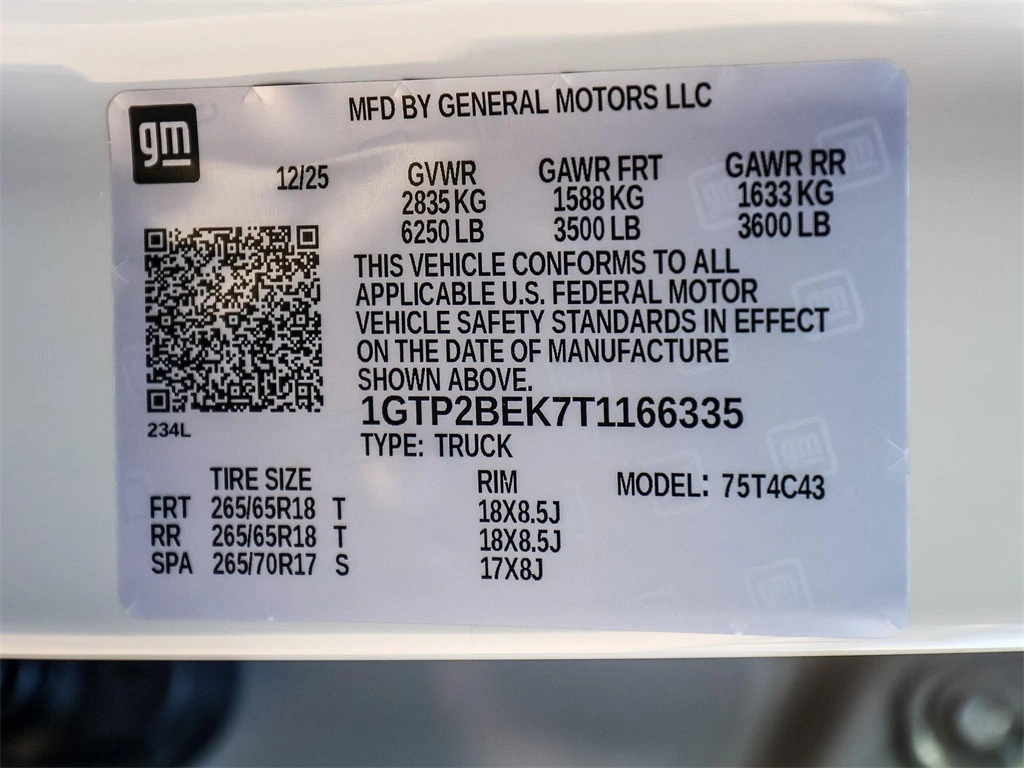 MFD BY GENERAL MOTORS LLC
gm
12/25 GVWR GAWR FRT GAWR RR
2835 KG 1588 KG 1633 KG
6250 LB 3500 LB 3600 LB
THIS VEHICLE CONFORMS TO ALL
APPLICABLE U.S. FEDERAL MOTOR
VEHICLE SAFETY STANDARDS IN EFFECT
ON THE DATE OF MANUFACTURE
SHOWN ABOVE.
1GTP2BEK7T1166335
234L
TYPE: TRUCK
TIRE SIZE RIM MODEL: 75T4C43
FRT 265/65R18 T 18X8.5J
RR 265/65R18 T 18X8.5J
SPA 265/70R17 S 17X8J